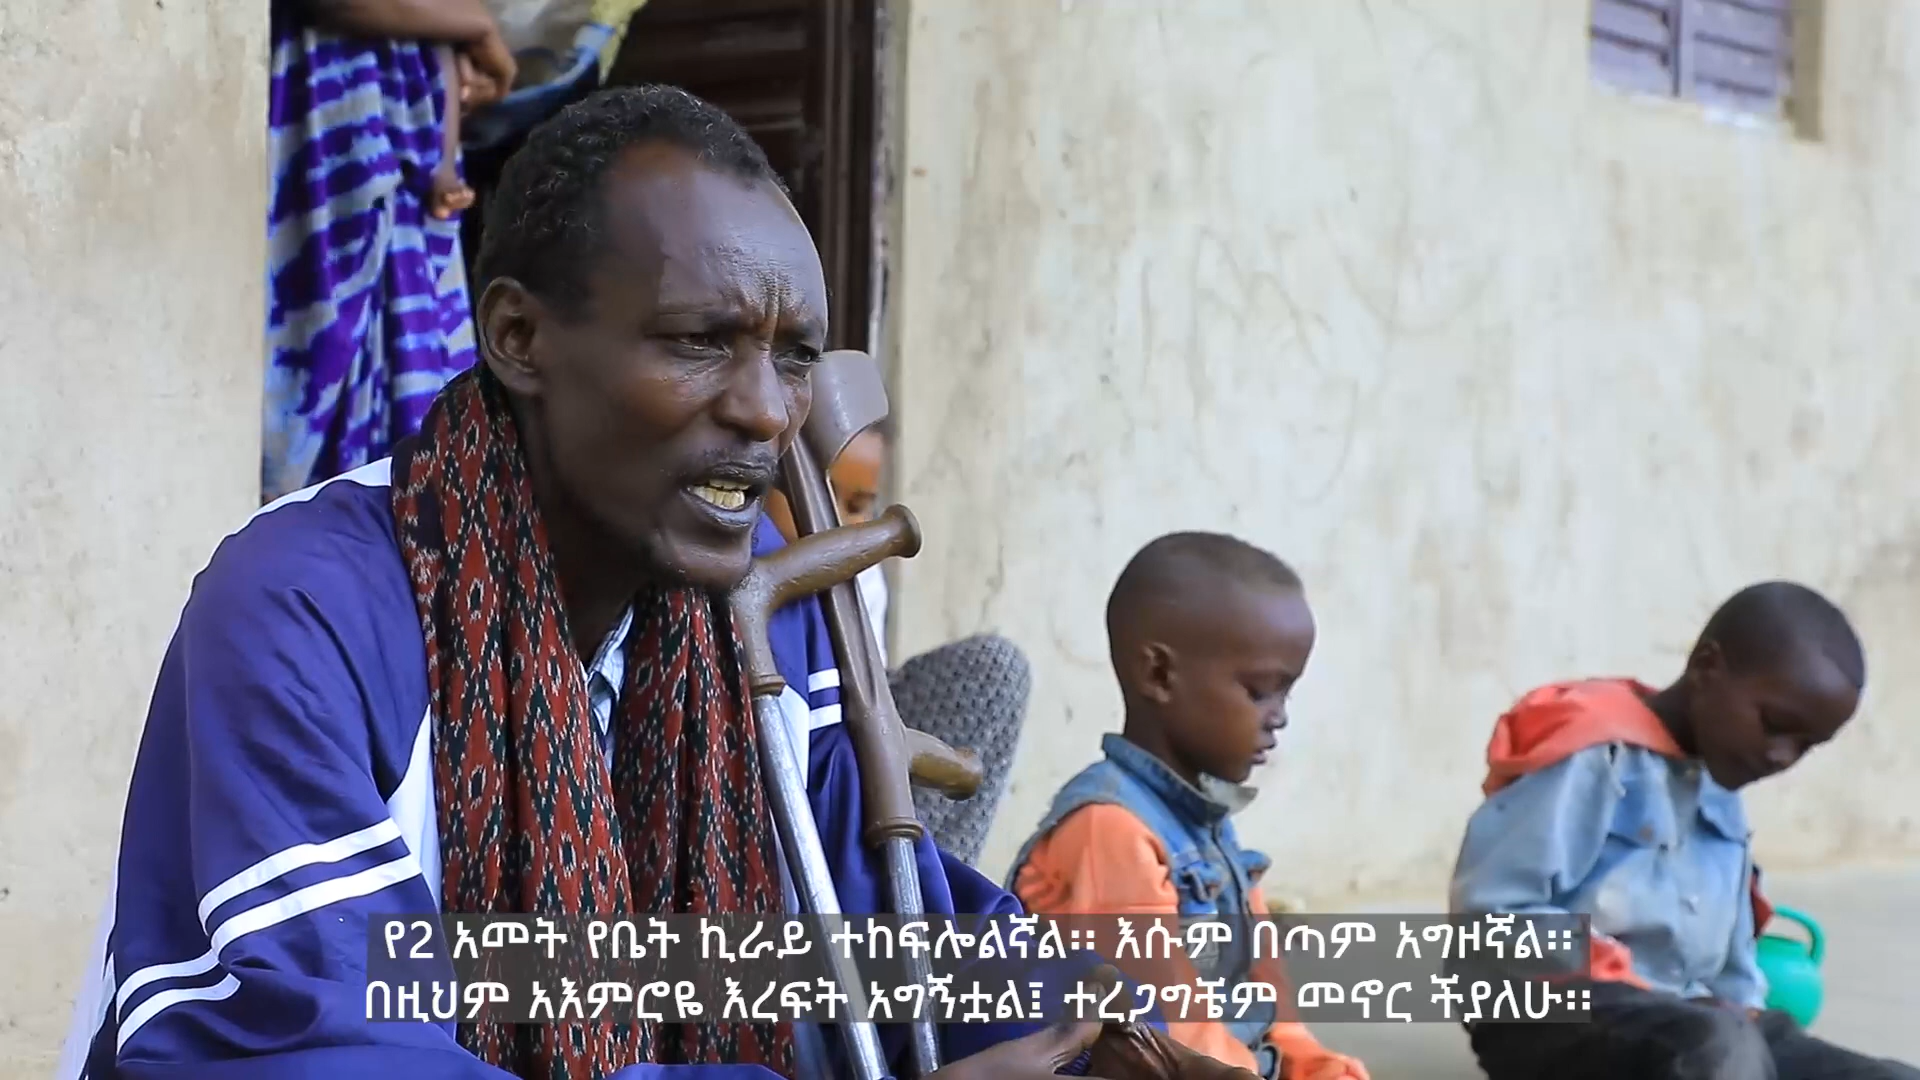 የ2 አመት የቤት ኪራይ ተከፍሎልኛል፡፡ እሱም በጣም አግዞኛል፡፡
በዚህም አእምሮዬ እረፍት አግኝቷል፤ ተረጋግቼም መኖር ችያለሁ፡፡